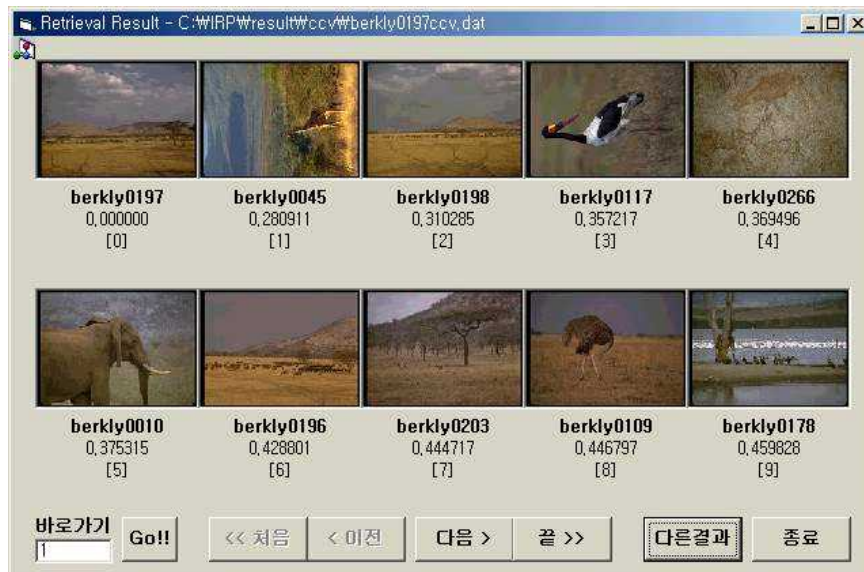 Retrieval Result - C:₩IRP₩result₩ccv₩berkly0197ccv.dat
berkly0197 berkly0045 berkly0198 berkly0117 berkly0266
0,000000 0,280911 0,310285 0,357217 0,369496
[0] [1] [2] [3] [4]
berkly0010 berkly0196 berkly0203 berkly0109 berkly0178
0,375315 0,428801 0,444717 0,446797 0,459828
[5] [6] [7] [8] [9]
바로가기
1
Go!! << 처음 < 이전 다음 > 끝 >> 다른결과 종료